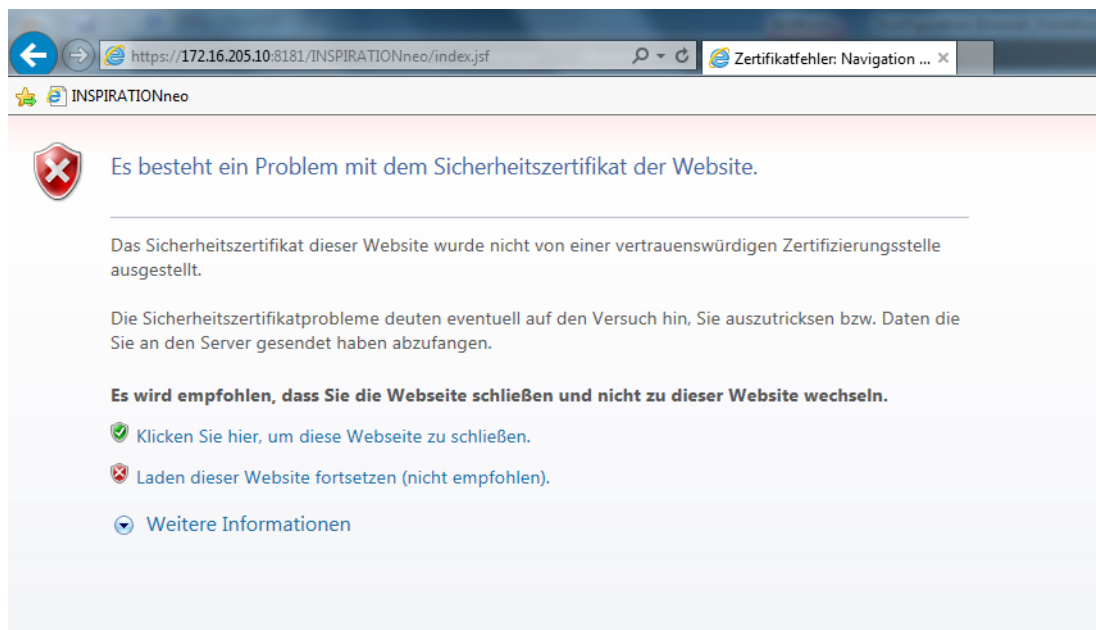 https://172.16.205.10:8181/INSPIRATIONneo/index.jsf
Zertifikatfehler: Navigation ...
INSPIRATIONneo
Es besteht ein Problem mit dem Sicherheitszertifikat der Website.
Das Sicherheitszertifikat dieser Website wurde nicht von einer vertrauenswürdigen Zertifizierungsstelle
ausgestellt.
Die Sicherheitszertifikatprobleme deuten eventuell auf den Versuch hin, Sie auszutricksen bzw. Daten die
Sie an den Server gesendet haben abzufangen.
Es wird empfohlen, dass Sie die Webseite schließen und nicht zu dieser Website wechseln.
Klicken Sie hier, um diese Webseite zu schließen.
Laden dieser Website fortsetzen (nicht empfohlen).
Weitere Informationen